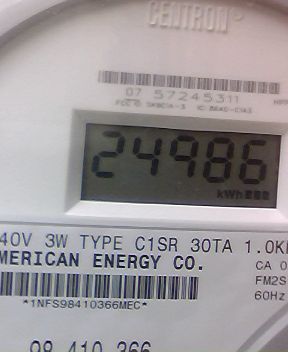 CENTRON®
07 57245311
24986
kWh
40V 3W TYPE C1SR 30TA 1.0K
MERICAN ENERGY CO.
CA 0
FM2S
60Hz
*1NFS98410366MEC*
98 410 366